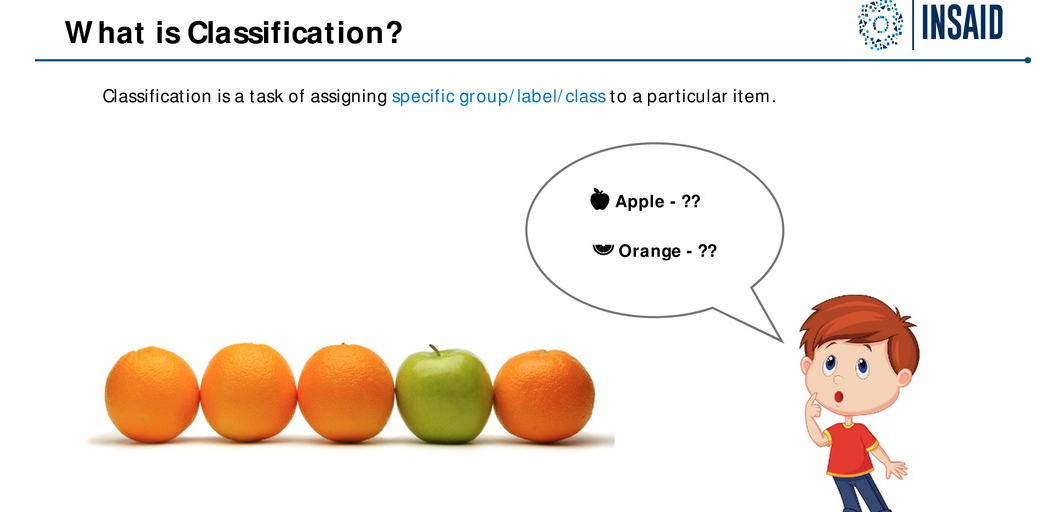 What is Classification?
INSAID
Classification is a task of assigning specific group/label/class to a particular item.
Apple - ??
Orange - ??